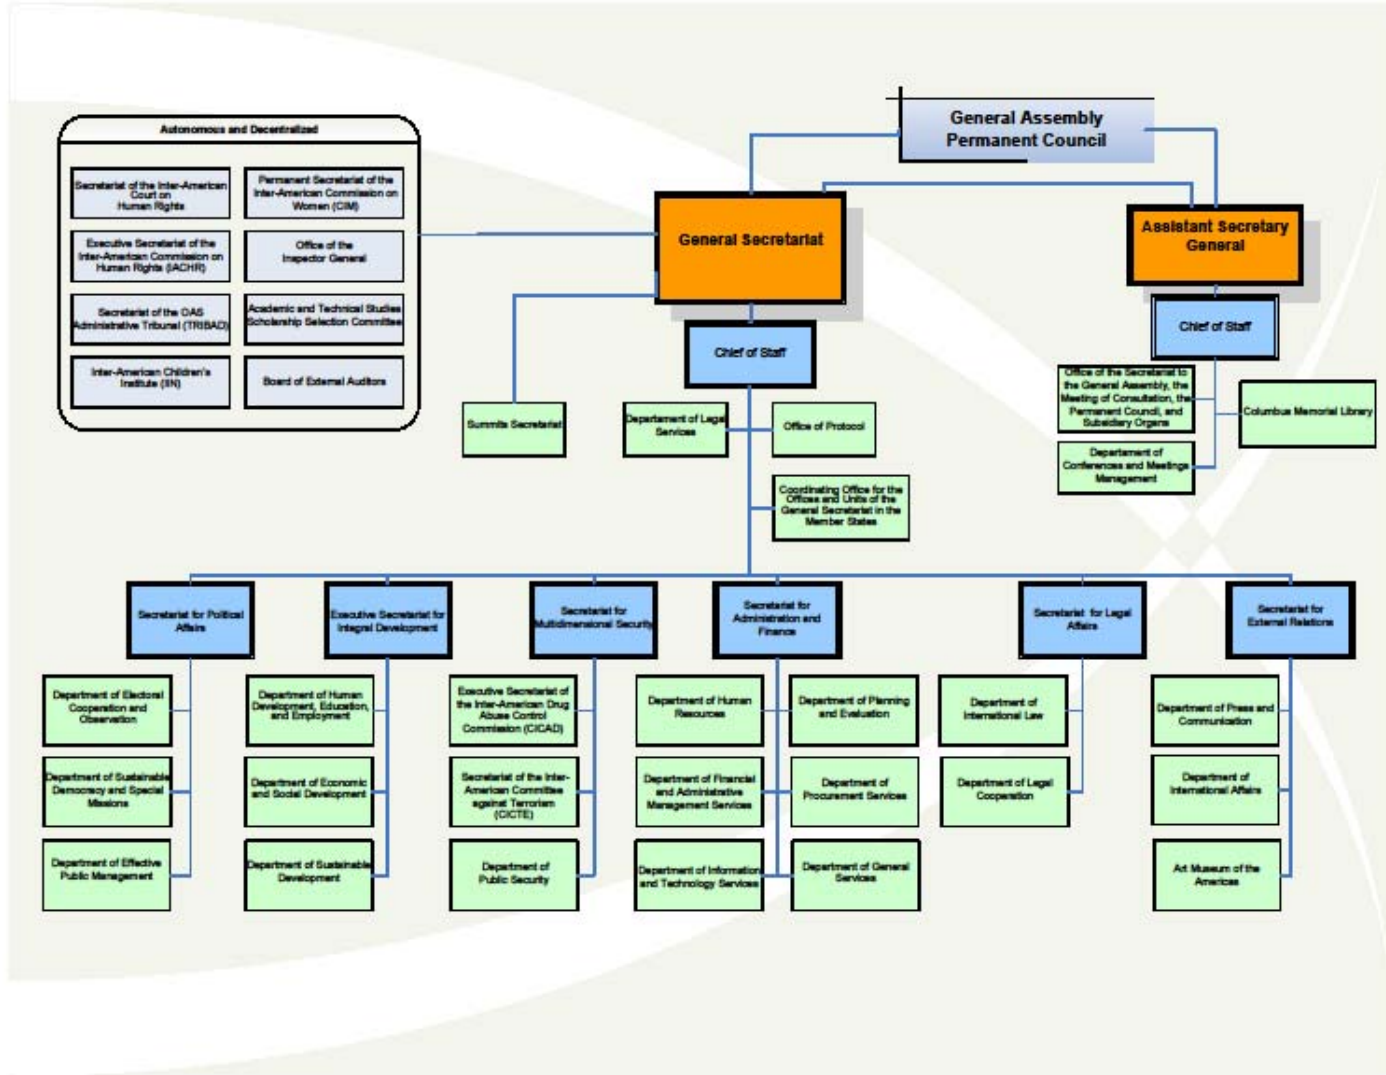 General Assembly
Permanent Council
Autonomous and Decentralized
Secretariat of the Inter-American
Court on
Human Rights
Permanent Secretariat of the
Inter-American Commission on
Women (CIM)
Executive Secretariat of the
Inter-American Commission on
Human Rights (IACHR)
Office of the
Inspector General
Secretariat of the OAS
Administrative Tribunal (TRIBAD)
Academic and Technical Studies
Scholarship Selection Committee
Inter-American Children's
Institute (IIN)
Board of External Auditors
General Secretariat
Assistant Secretary
General
Chief of Staff
Chief of Staff
Summits Secretariat
Departament of Legal
Services
Office of Protocol
Coordinating Office for the
Offices and Units of the
General Secretariat in the
Member States
Office of the Secretariat to
the General Assembly, the
Meeting of Consultation, the
Permanent Council, and
Subsidiary Organs
Columbus Memorial Library
Departament of
Conferences and Meetings
Management
Secretariat for Political
Affairs
Executive Secretariat for
Integral Development
Secretariat for
Multidimensional Security
Secretariat for
Administration and
Finance
Secretariat for Legal
Affairs
Secretariat for
External Relations
Department of Electoral
Cooperation and
Observation
Department of Human
Development, Education,
and Employment
Executive Secretariat of
the Inter-American Drug
Abuse Control
Commission (CICAD)
Department of Human
Resources
Department of Planning
and Evaluation
Department of
International Law
Department of Press and
Communication
Department of Sustainable
Democracy and Special
Missions
Department of Economic
and Social Development
Secretariat of the Inter-
American Committee
against Terrorism
(CICTE)
Department of Financial
and Administrative
Management Services
Department of
Procurement Services
Department of Legal
Cooperation
Department of
International Affairs
Department of Effective
Public Management
Department of Sustainable
Development
Department of
Public Security
Department of Information
and Technology Services
Department of General
Services
Art Museum of the
Americas